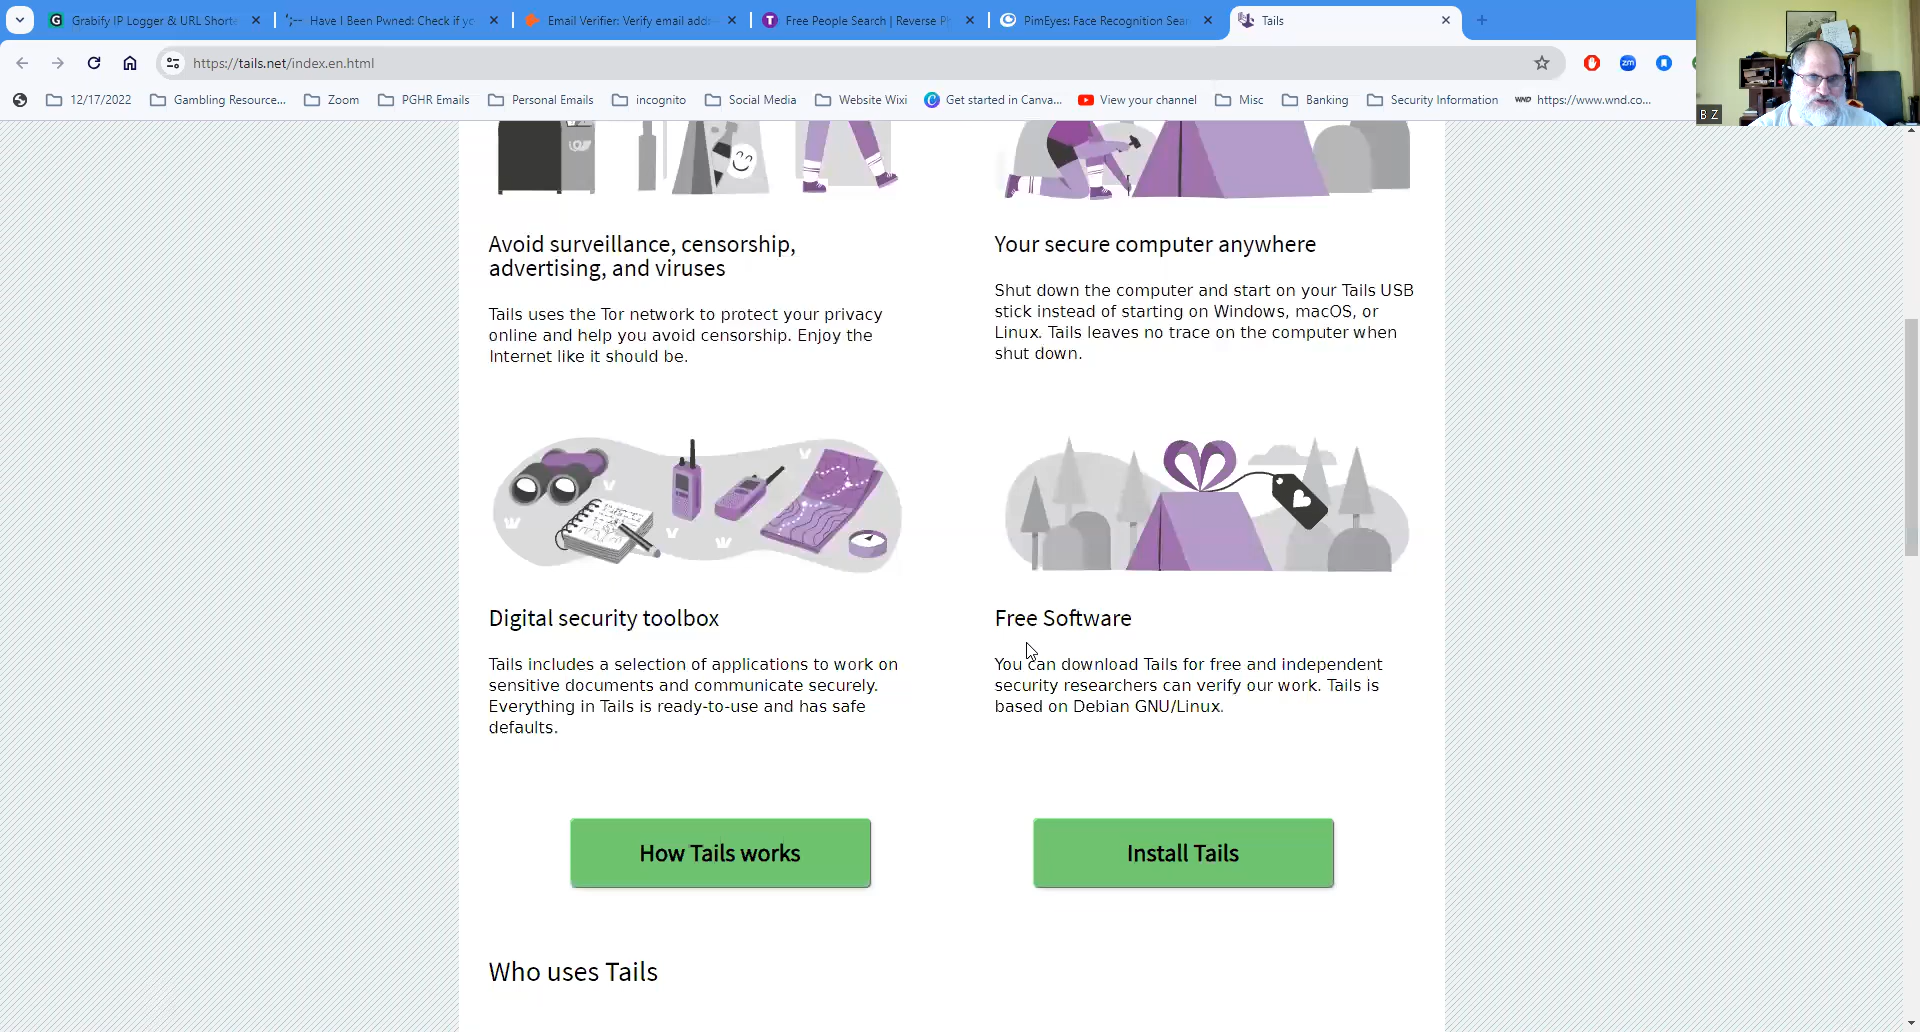 Grabify IP Logger & URL Shorte
Have I Been Pwned: Check if yo
Email Verifier: Verify email addr
Free People Search | Reverse Ph
PimEyes: Face Recognition Sear
Tails
https://tails.net/index.en.html
12/17/2022
Gambling Resource...
Zoom
PGHR Emails
Personal Emails
incognito
Social Media
Website Wixi
Get started in Canva...
View your channel
Misc
Banking
Security Information
WND https://www.wnd.co...
B Z
Avoid surveillance, censorship,
advertising, and viruses
Tails uses the Tor network to protect your privacy
online and help you avoid censorship. Enjoy the
Internet like it should be.
Your secure computer anywhere
Shut down the computer and start on your Tails USB
stick instead of starting on Windows, macOS, or
Linux. Tails leaves no trace on the computer when
shut down.
Digital security toolbox
Tails includes a selection of applications to work on
sensitive documents and communicate securely.
Everything in Tails is ready-to-use and has safe
defaults.
Free Software
You can download Tails for free and independent
security researchers can verify our work. Tails is
based on Debian GNU/Linux.
How Tails works
Install Tails
Who uses Tails